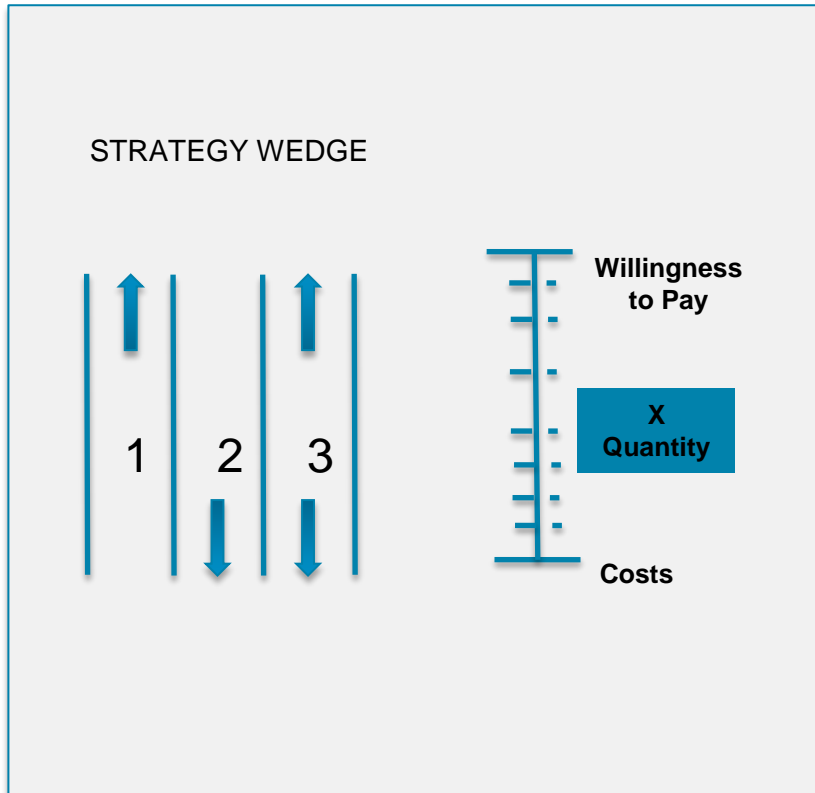 STRATEGY WEDGE
Willingness
to Pay
X
Quantity
1 2 3
Costs